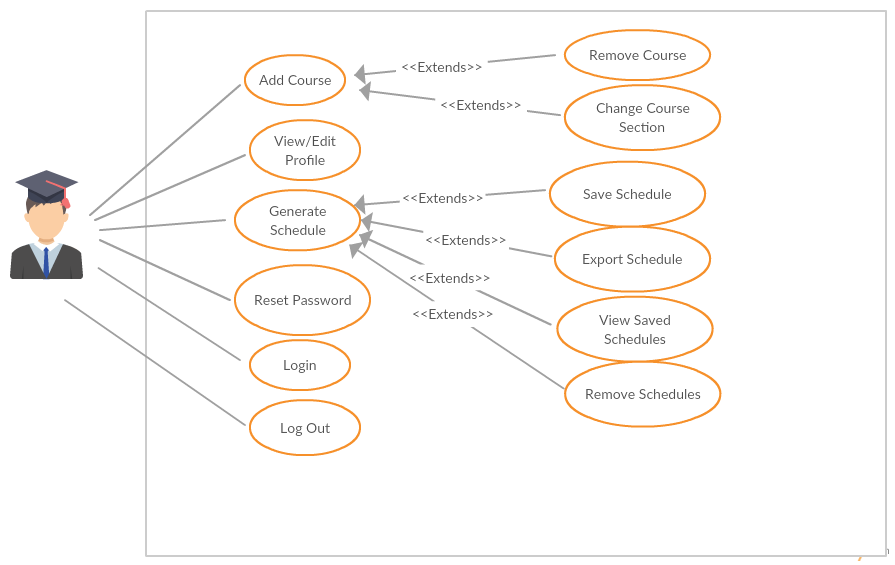 Add Course
<<Extends>>
Remove Course
<<Extends>>
Change Course
Section
View/Edit
Profile
Generate
Schedule
<<Extends>>
Save Schedule
<<Extends>>
Export Schedule
<<Extends>>
View Saved
Schedules
<<Extends>>
Remove Schedules
Reset Password
Login
Log Out